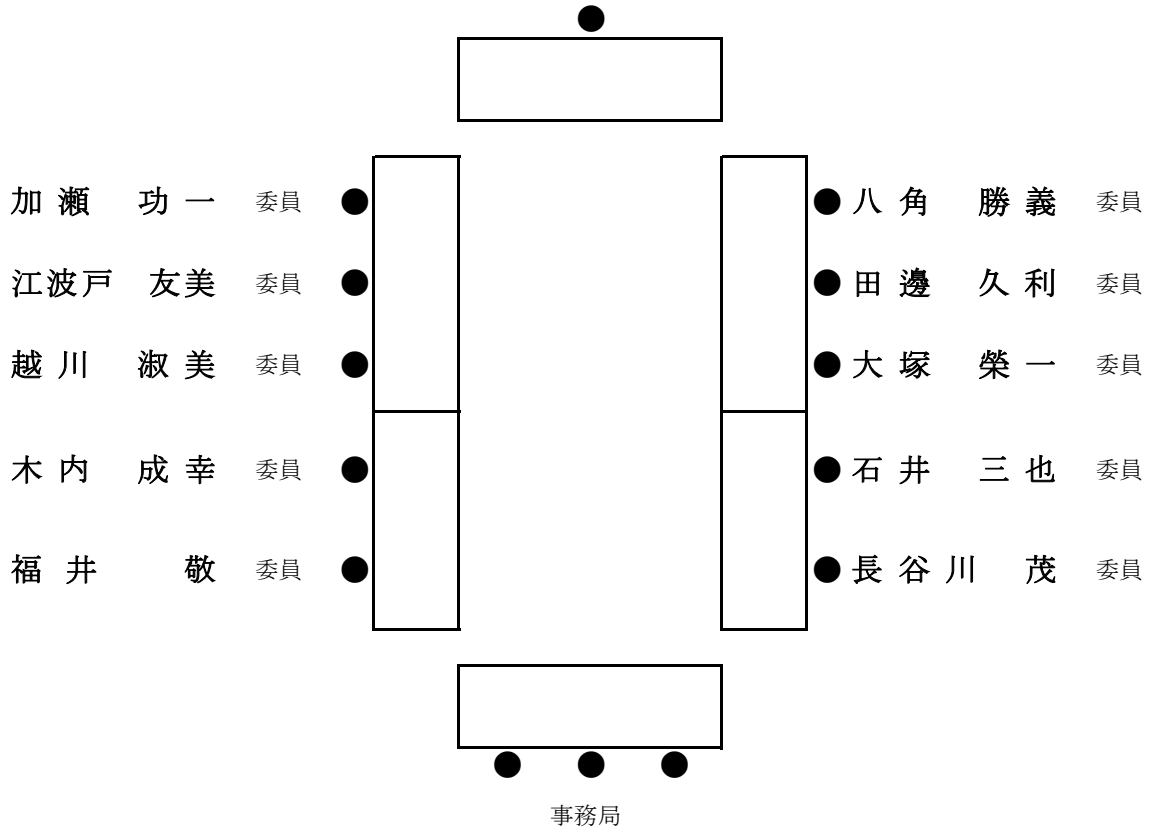 加瀬 功一 委員 八角 勝義 委員
江波戸 友美 委員 田邊 久利 委員
越川 淑美 委員 大塚 榮一 委員
木内 成幸 委員 石井 三也 委員
福井 敬 委員 長谷川 茂 委員
事務局